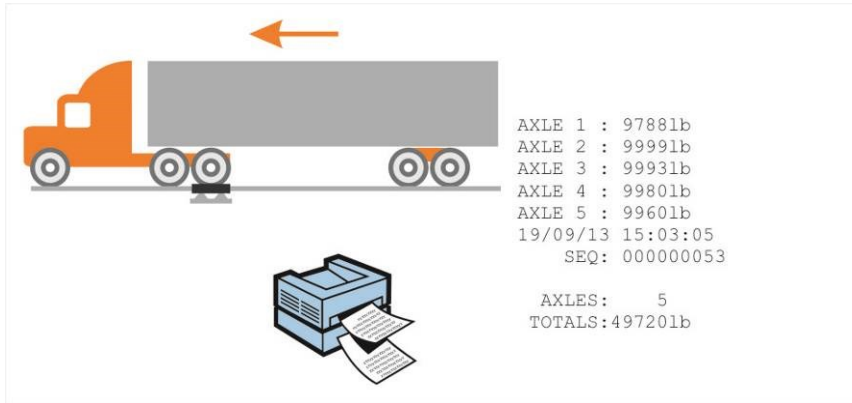 AXLE 1 : 9788lb
AXLE 2 : 9999lb
AXLE 3 : 9993lb
AXLE 4 : 9980lb
AXLE 5 : 9960lb
19/09/13 15:03:05
SEQ: 000000053
AXLES: 5
TOTALS:49720lb